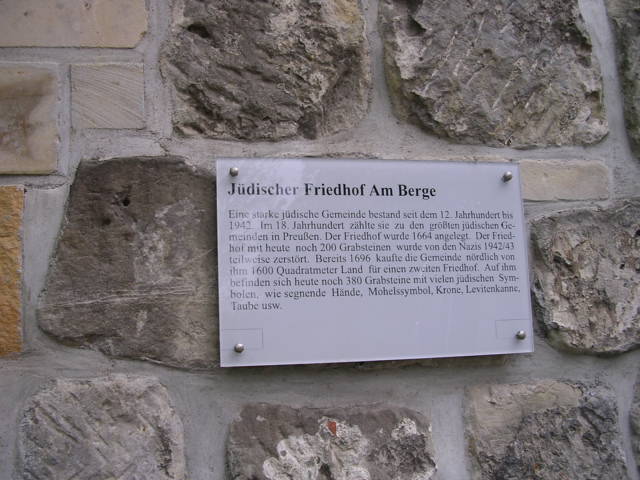 Jüdischer Friedhof Am Berge
Eine starke jüdische Gemeinde bestand seit dem 12. Jahrhundert bis
1942. Im 18. Jahrhundert zählte sie zu den größten jüdischen Ge-
meinden in Preußen. Der Friedhof wurde 1664 angelegt. Der Fried-
hof mit heute noch 200 Grabsteinen wurde von den Nazis 1942/43
teilweise zerstört. Bereits 1696 kaufte die Gemeinde nördlich von
ihm 1600 Quadratmeter Land für einen zweiten Friedhof. Auf ihm
befinden sich heute noch 380 Grabsteine mit vielen jüdischen Sym-
bolen, wie segnende Hände, Mohelssymbol, Krone, Levitenkanne,
Taube usw.